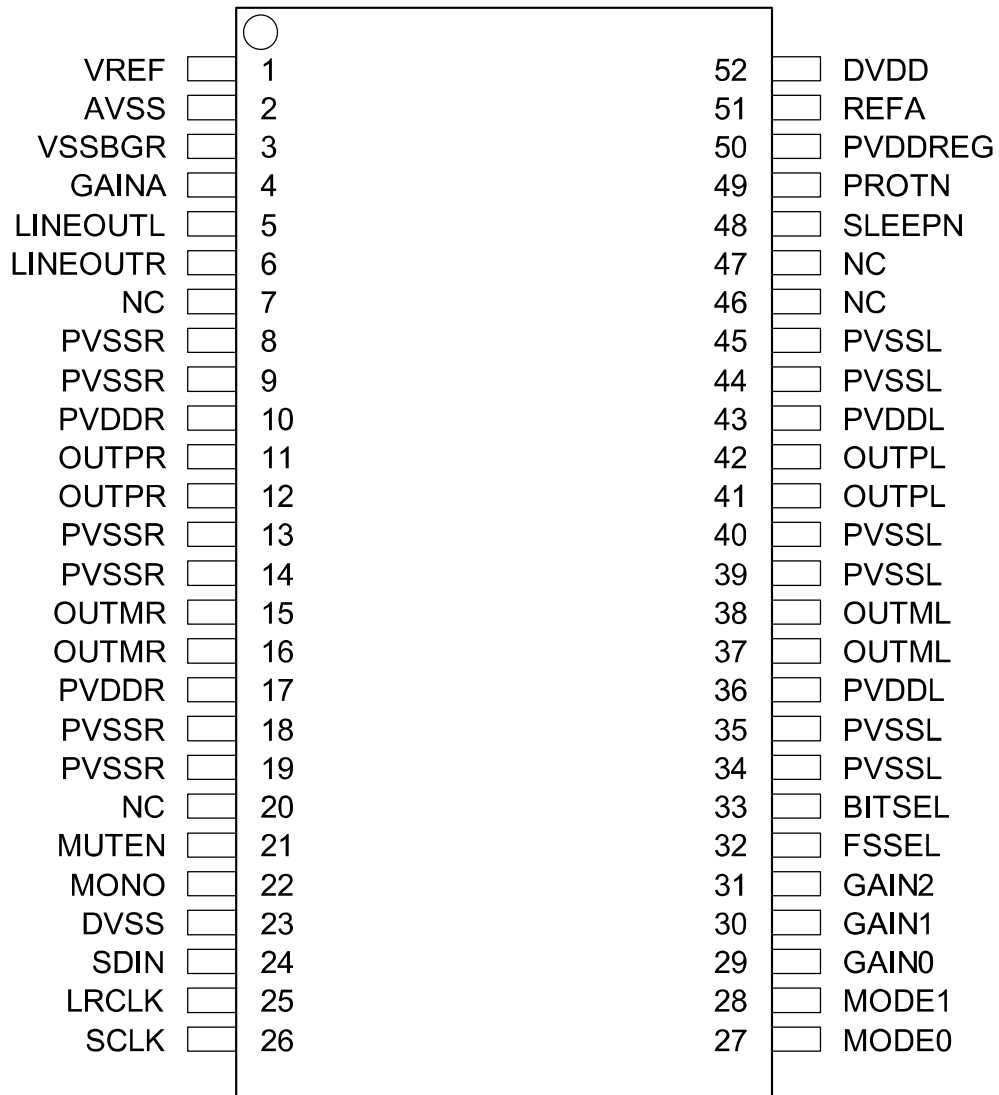 VREF 1 52 DVDD
AVSS 2 51 REFA
VSSBGR 3 50 PVDDREG
GAINA 4 49 PROTN
LINEOUTL 5 48 SLEEPN
LINEOUTR 6 47 NC
NC 7 46 NC
PVSSR 8 45 PVSSL
PVSSR 9 44 PVSSL
PVDDR 10 43 PVDDL
OUTPR 11 42 OUTPL
OUTPR 12 41 OUTPL
PVSSR 13 40 PVSSL
PVSSR 14 39 PVSSL
OUTMR 15 38 OUTML
OUTMR 16 37 OUTML
PVDDR 17 36 PVDDL
PVSSR 18 35 PVSSL
PVSSR 19 34 PVSSL
NC 20 33 BITSEL
MUTEN 21 32 FSSEL
MONO 22 31 GAIN2
DVSS 23 30 GAIN1
SDIN 24 29 GAIN0
LRCLK 25 28 MODE1
SCLK 26 27 MODE0